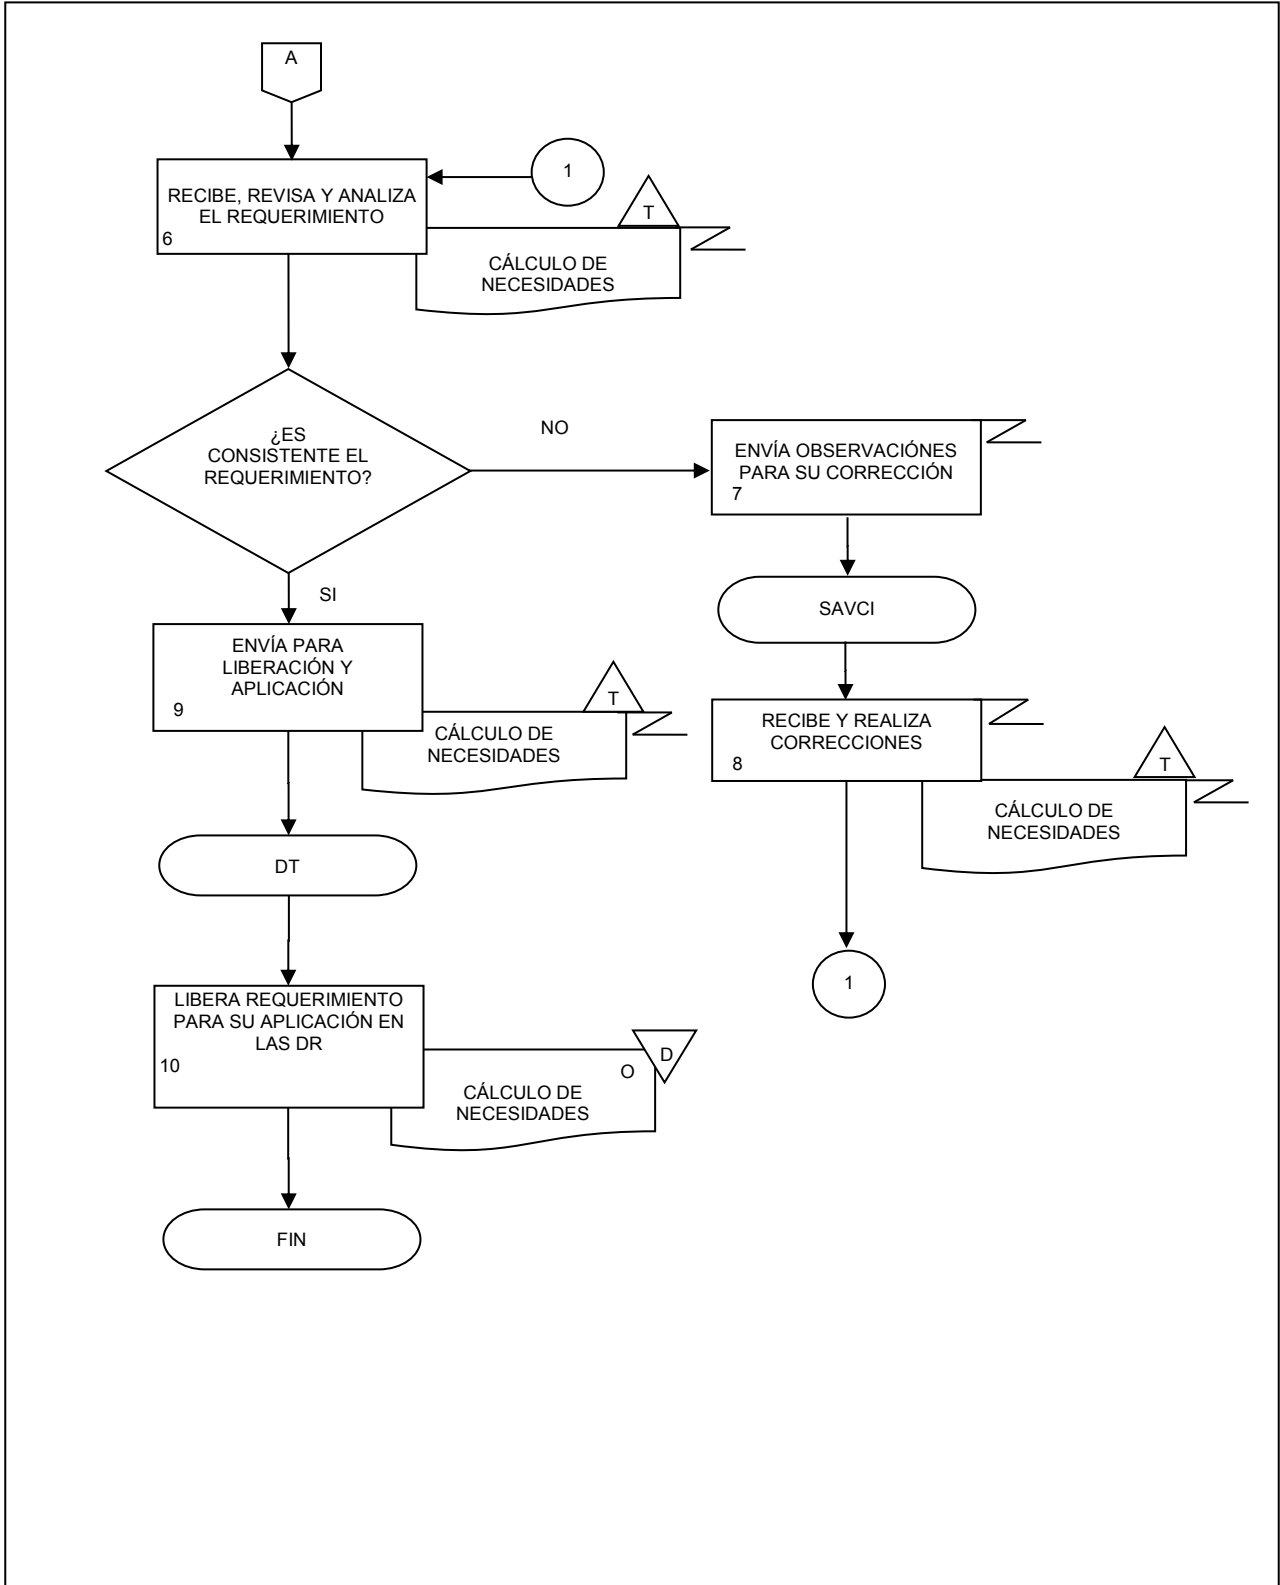 A
1
RECIBE, REVISA Y ANALIZA
EL REQUERIMIENTO
6
T
CÁLCULO DE
NECESIDADES
¿ES
CONSISTENTE EL
REQUERIMIENTO?
NO
ENVÍA OBSERVACIÓNES
PARA SU CORRECCIÓN
7
SI
SAVCI
ENVÍA PARA
LIBERACIÓN Y
APLICACIÓN
9
T
CÁLCULO DE
NECESIDADES
RECIBE Y REALIZA
CORRECCIONES
8
T
CÁLCULO DE
NECESIDADES
DT
1
LIBERA REQUERIMIENTO
PARA SU APLICACIÓN EN
LAS DR
10
D
O
CÁLCULO DE
NECESIDADES
FIN